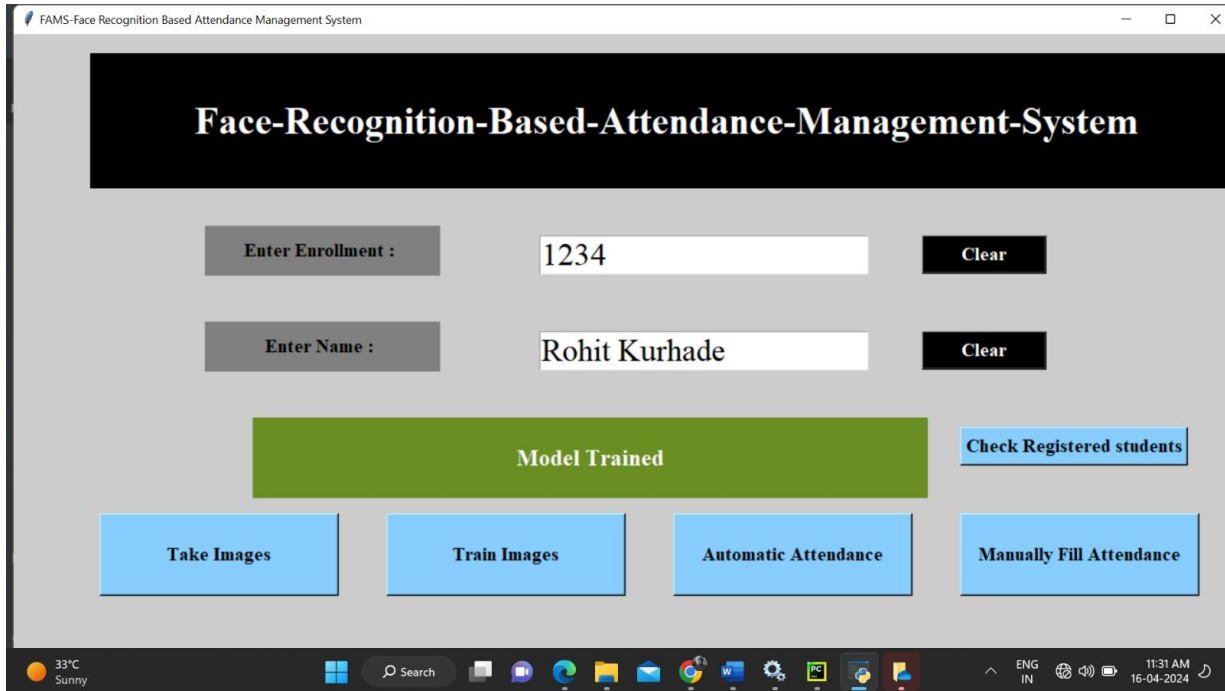 FAMS-Face Recognition Based Attendance Management System
Face-Recognition-Based-Attendance-Management-System
Enter Enrollment :
1234
Clear
Enter Name :
Rohit Kurhade
Clear
Model Trained
Check Registered students
Take Images
Train Images
Automatic Attendance
Manually Fill Attendance
33°C
Sunny
Search
ENG
IN
11:31 AM
16-04-2024